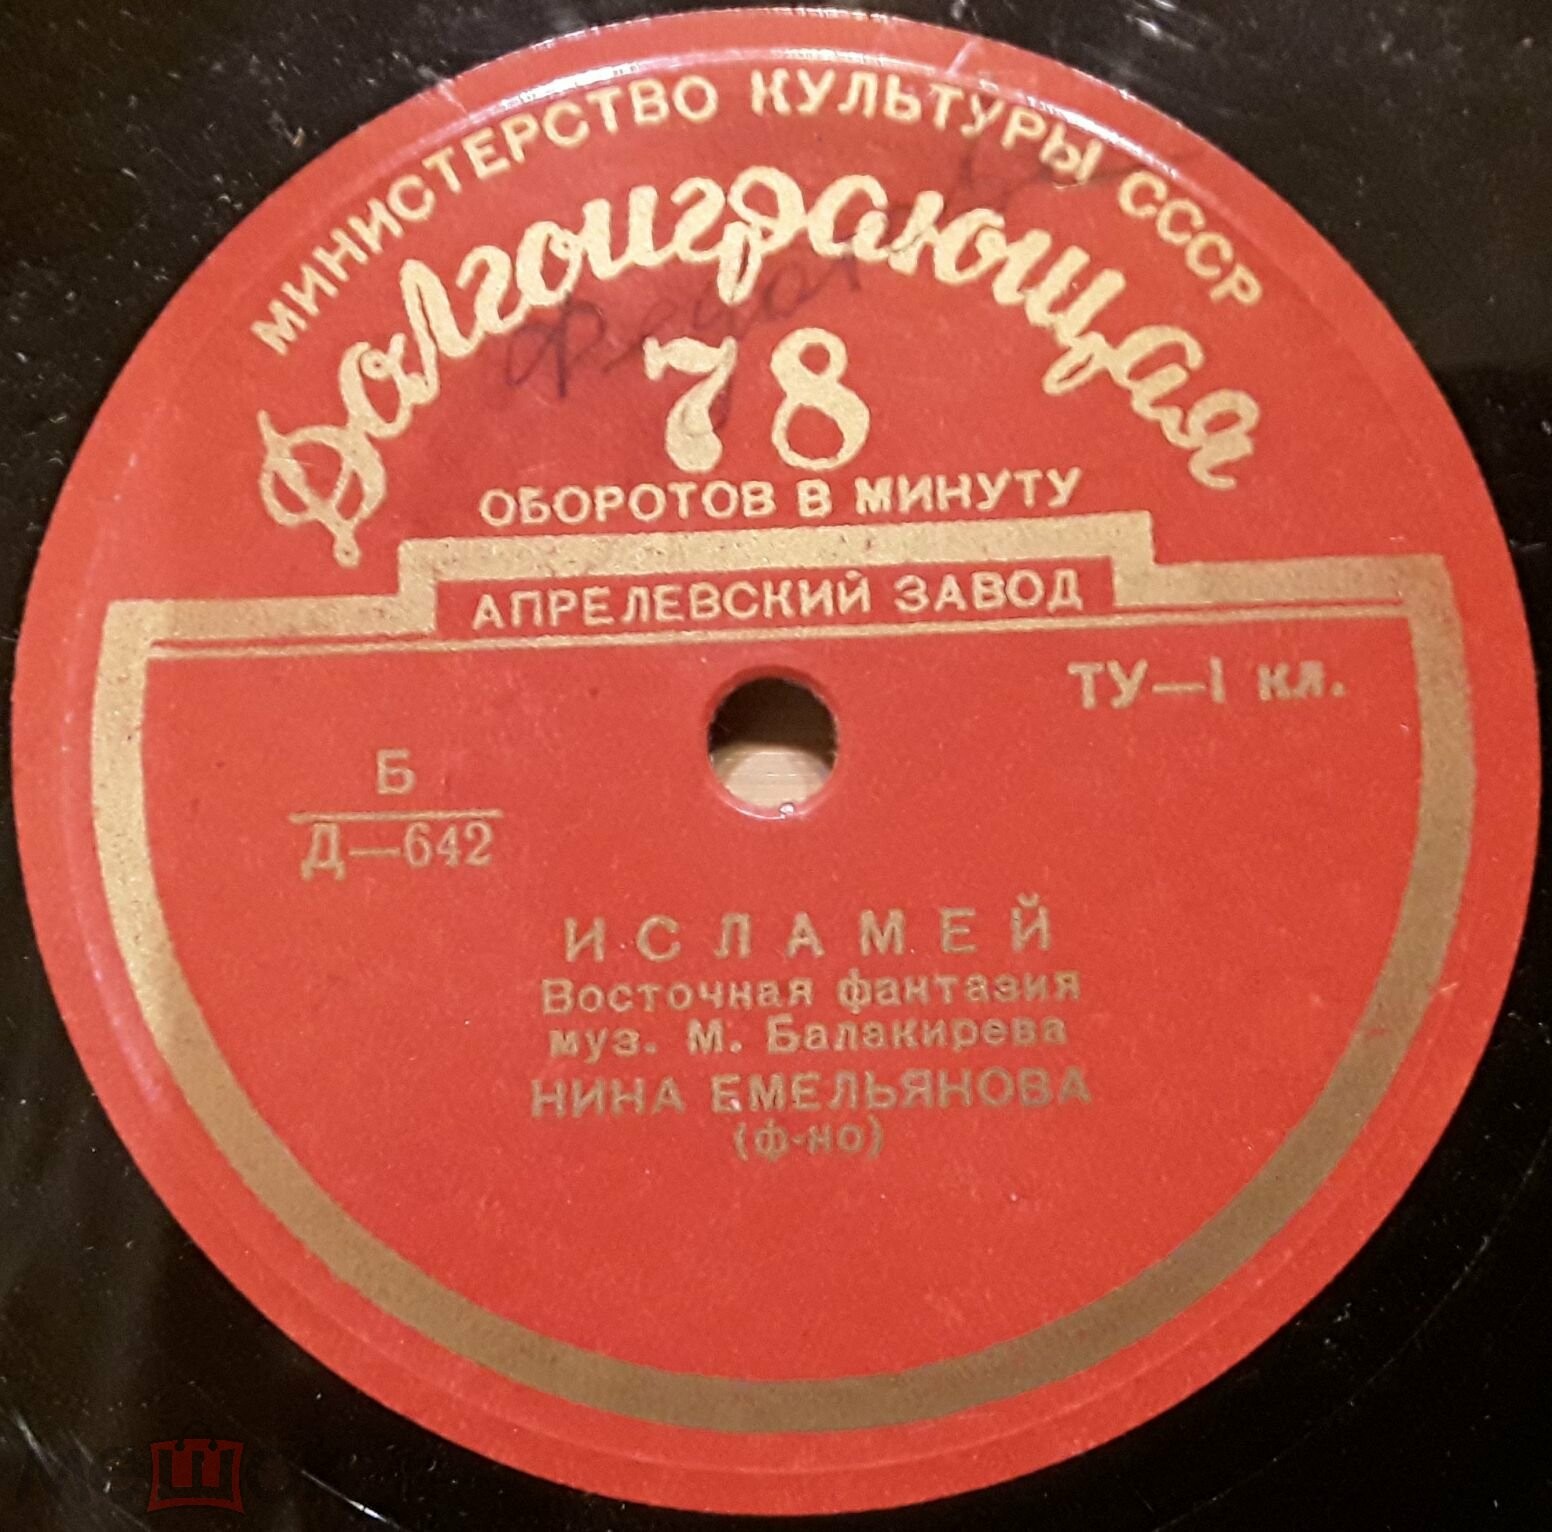 МИНИСТЕРСТВО КУЛЬТУРЫ СССР
Долгоиграющая
78
ОБОРОТОВ В МИНУТУ
АПРЕЛЕВСКИЙ ЗАВОД
ТУ—1 кл.
Б
Д—642
ИСЛАМЕЙ
Восточная фантазия
муз. М. Балакирева
НИНА ЕМЕЛЬЯНОВА
(ф-но)